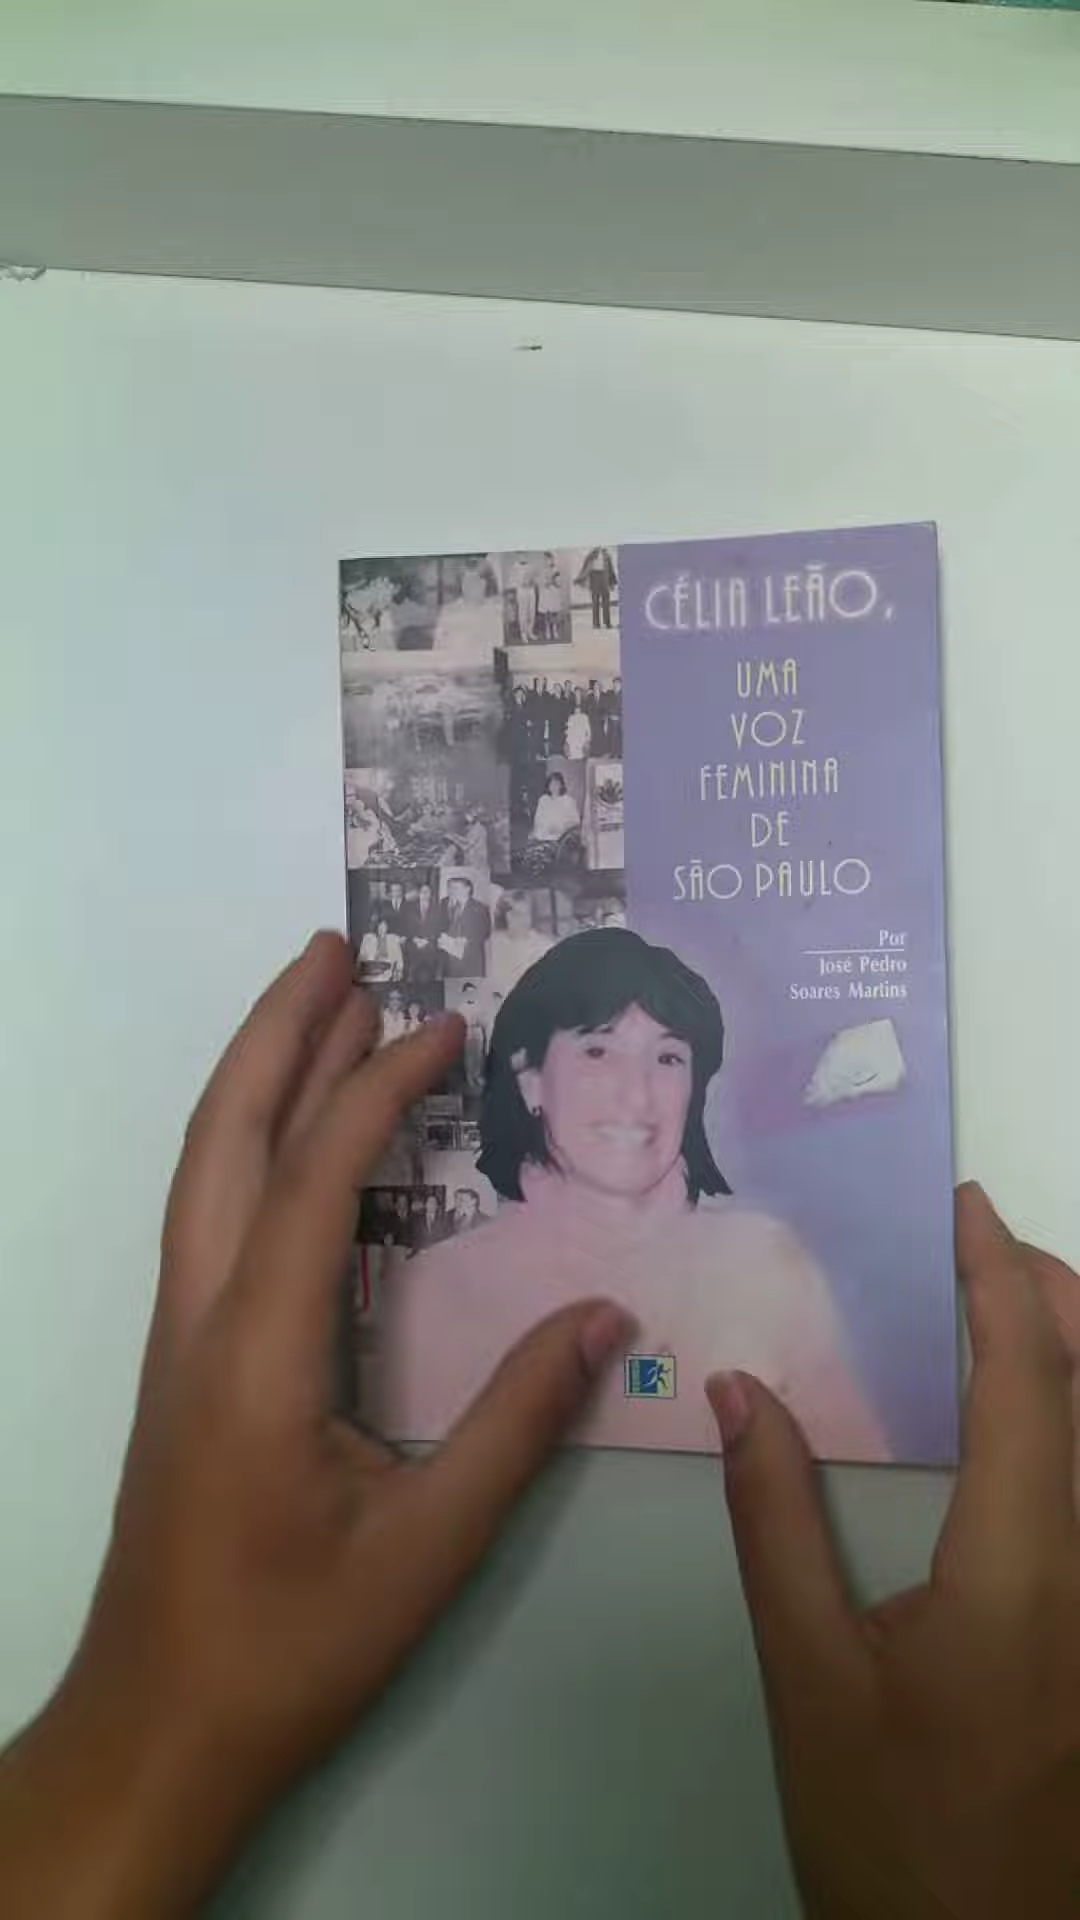 CÉLIA LEÃO,
UMA
VOZ
FEMININA
DE
SÃO PAULO
Por
José Pedro
Soares Martins